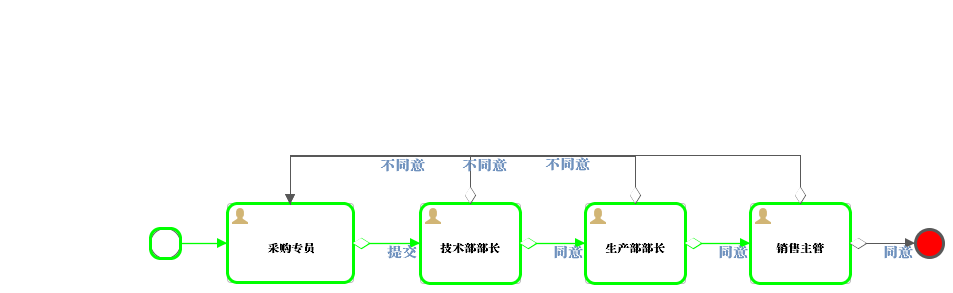 不同意
不同意
不同意
采购专员
提交
技术部部长
同意
生产部部长
同意
销售主管
同意